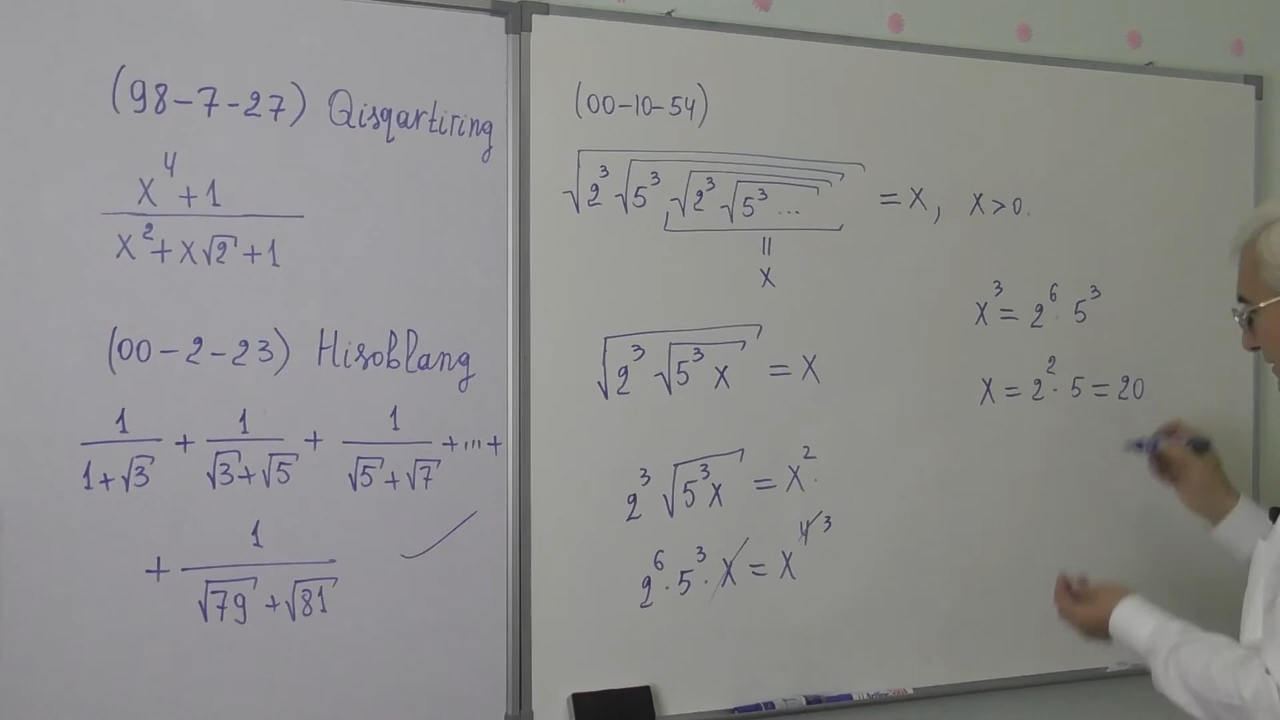 (98-7-27) Qisqartiring
x⁴+1
x²+x√2+1
(00-2-23) Hisoblang
1/(1+√3) + 1/(√3+√5) + 1/(√5+√7) +...+
+ 1/(√79+√81)
(00-10-54)
√(2³√(5³√(2³√(5³...)))) = x, x>0.
||
x
√(2³√(5³x)) = x
2³√(5³x) = x².
2⁶·5³·x = x⁴ ³
x³ = 2⁶·5³
x = 2²·5 = 20